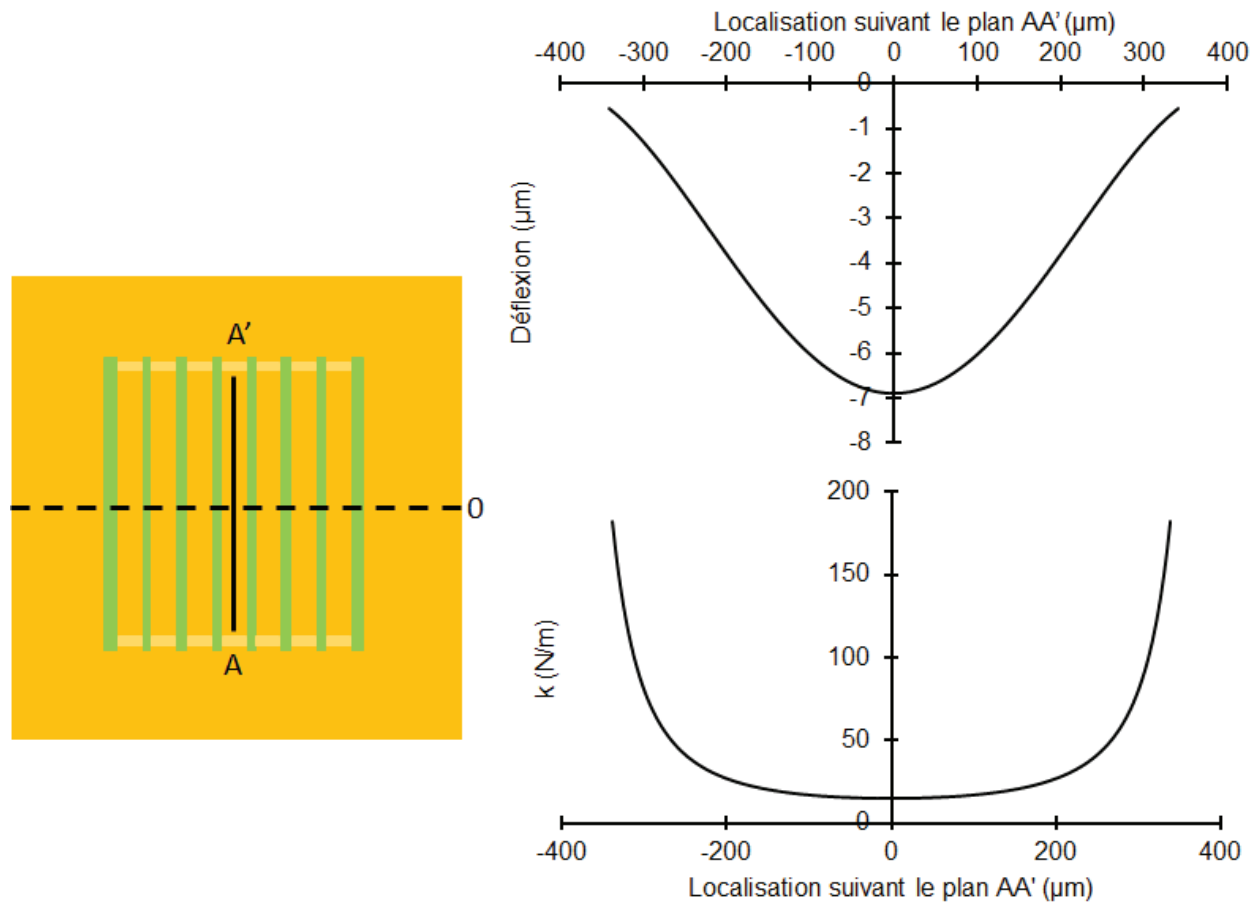 Localisation suivant le plan AA’ (µm)
-400 -300 -200 -100 0 100 200 300 400
0
-1
-2
-3
-4
-5
-6
-7
-8
Déflexion (µm)
A’
0
A
200
150
100
50
0
k (N/m)
-400 -200 0 200 400
Localisation suivant le plan AA' (µm)